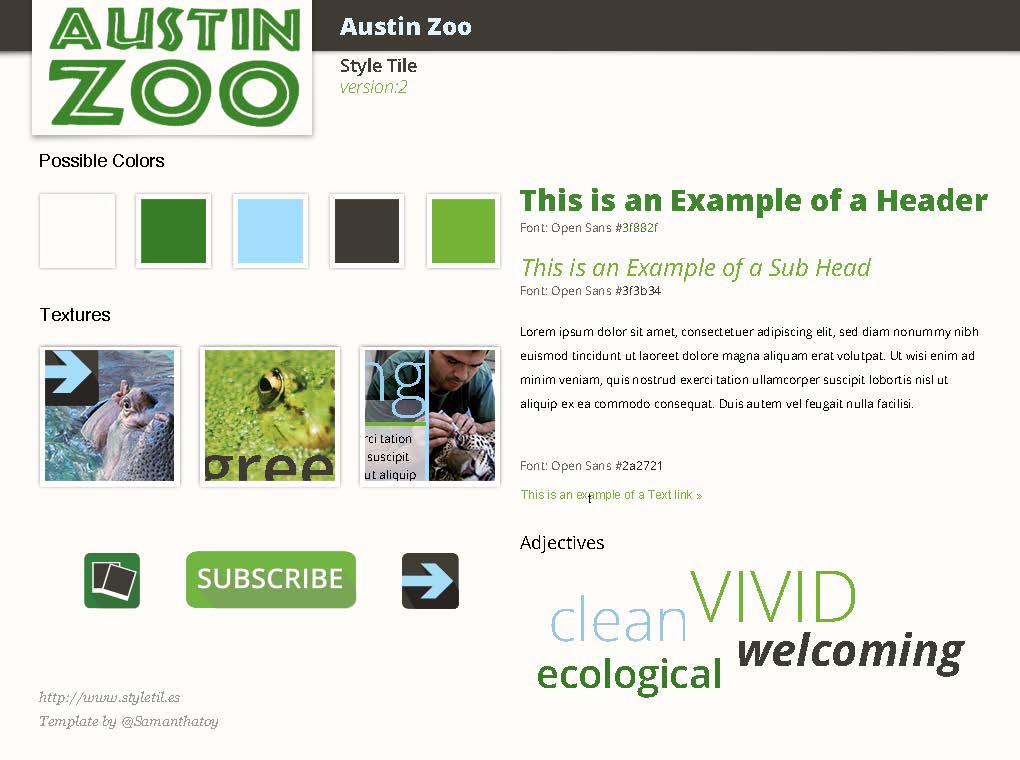 AUSTIN
ZOO
Austin Zoo
Style Tile
version:2
Possible Colors
Textures
gree
ng
rci tation
suscipit
ut aliquip
SUBSCRIBE
http://www.styletil.es
Template by @Samanthatoy
This is an Example of a Header
Font: Open Sans #3f882f
This is an Example of a Sub Head
Font: Open Sans #3f3b34
Lorem ipsum dolor sit amet, consectetuer adipiscing elit, sed diam nonummy nibh
euismod tincidunt ut laoreet dolore magna aliquam erat volutpat. Ut wisi enim ad
minim veniam, quis nostrud exerci tation ullamcorper suscipit lobortis nisl ut
aliquip ex ea commodo consequat. Duis autem vel feugait nulla facilisi.
Font: Open Sans #2a2721
This is an example of a Text link »
t
Adjectives
VIVID
clean
welcoming
ecological